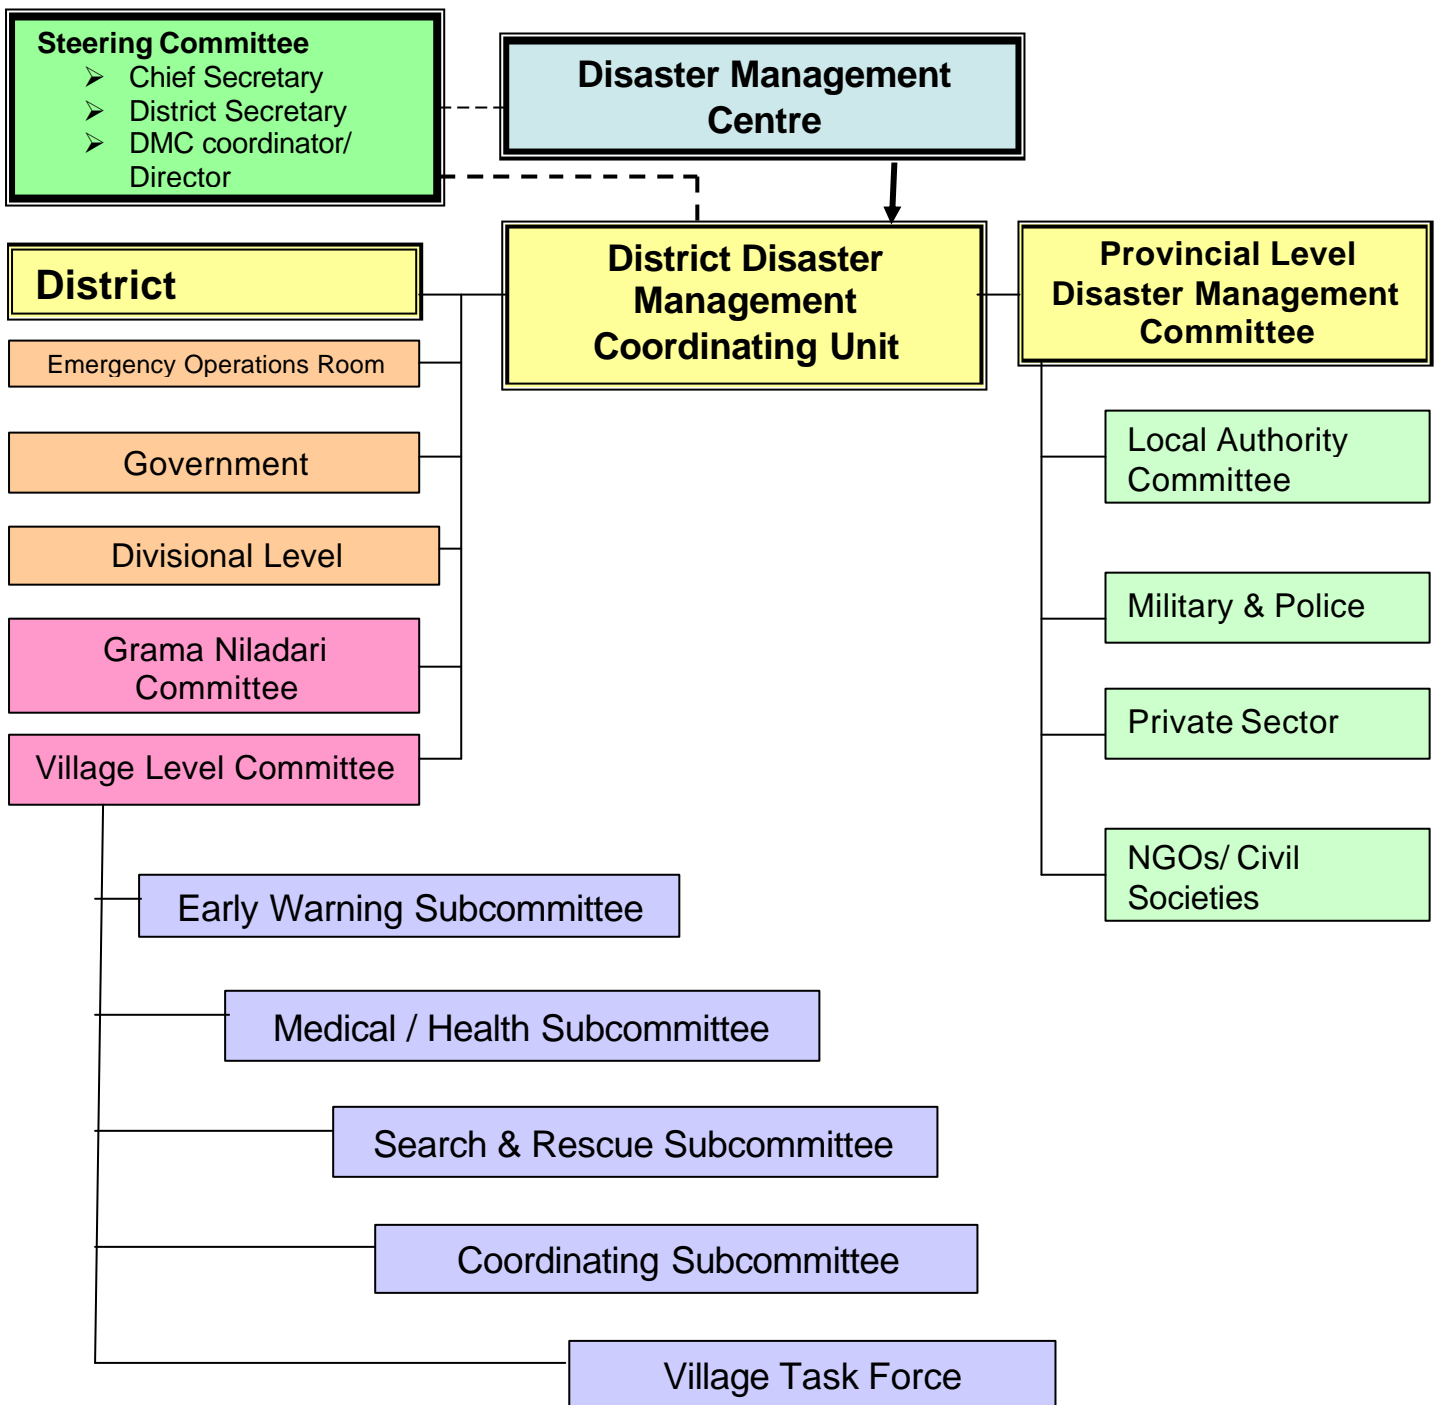 Steering Committee
➢ Chief Secretary
➢ District Secretary
➢ DMC coordinator/
Director
Disaster Management
Centre
District
District Disaster
Management
Coordinating Unit
Provincial Level
Disaster Management
Committee
Emergency Operations Room
Government
Divisional Level
Grama Niladari
Committee
Village Level Committee
Local Authority
Committee
Military & Police
Private Sector
NGOs/ Civil
Societies
Early Warning Subcommittee
Medical / Health Subcommittee
Search & Rescue Subcommittee
Coordinating Subcommittee
Village Task Force